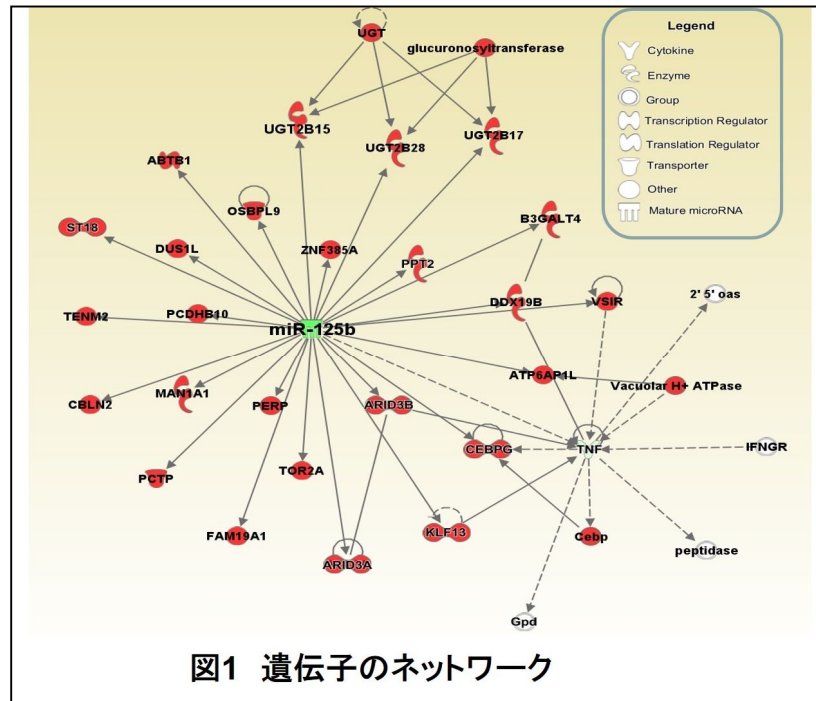 UGT
glucuronosyltransferase
Legend
Cytokine
Enzyme
Group
Transcription Regulator
Translation Regulator
Transporter
Other
Mature microRNA
UGT2B15
UGT2B28
UGT2B17
ABTB1
OSBPL9
B3GALT4
ST18
DUS1L
ZNF385A
PPT2
2' 5' oas
DDX19B
VSIR
TENM2
PCDHB10
miR-125b
ATP6AP1L
Vacuolar H+ ATPase
CBLN2
MAN1A1
PERP
ARID3B
CEBPG
TNF
IFNGR
PCTP
TOR2A
FAM19A1
KLF13
Cebp
peptidase
ARID3A
Gpd
図1 遺伝子のネットワーク